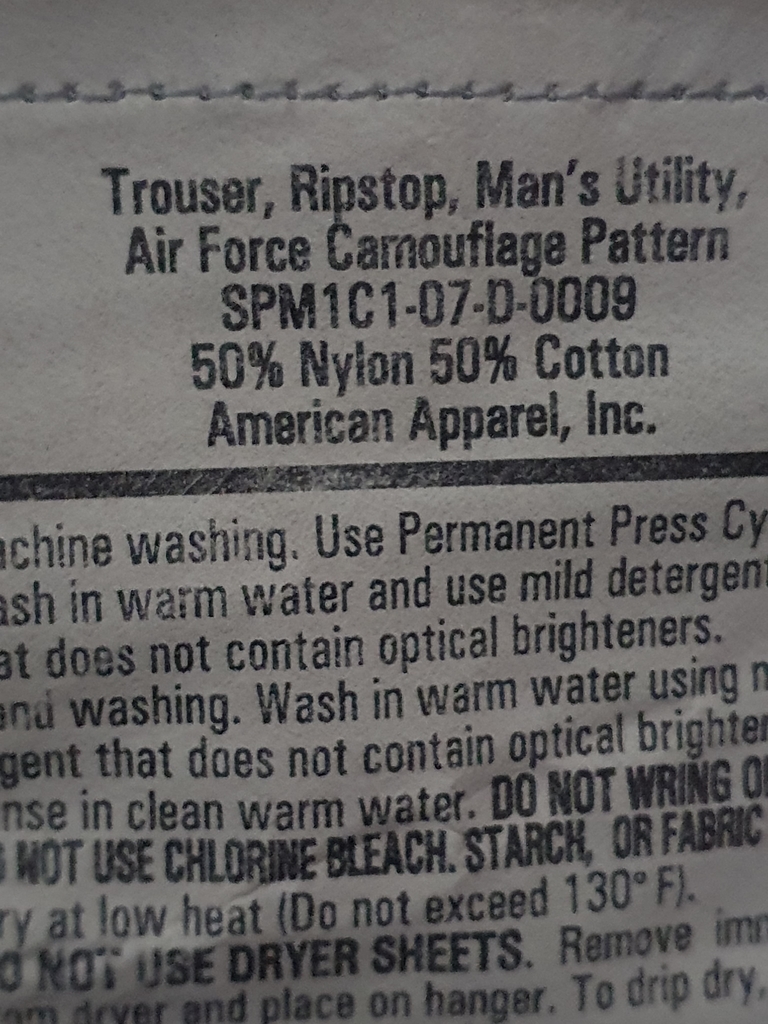 Trouser, Ripstop, Man's Utility,
Air Force Camouflage Pattern
SPM1C1-07-D-0009
50% Nylon 50% Cotton
American Apparel, Inc.
achine washing. Use Permanent Press Cy
ash in warm water and use mild detergent
at does not contain optical brighteners.
and washing. Wash in warm water using m
gent that does not contain optical brighten
nse in clean warm water. DO NOT WRING O
NOT USE CHLORINE BLEACH. STARCH, OR FABRIC
ry at low heat (Do not exceed 130° F).
O NOT USE DRYER SHEETS. Remove imm
om dryer and place on hanger. To drip dry,